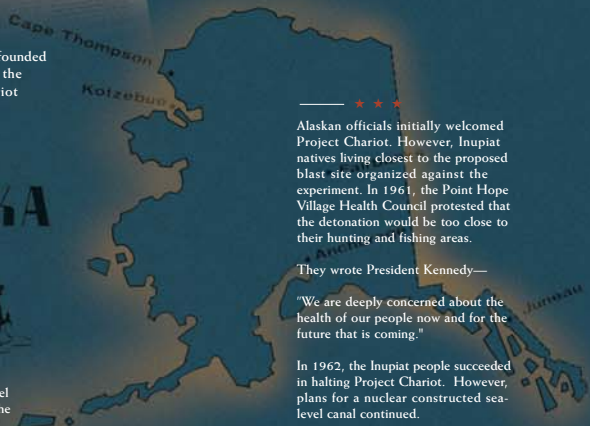 Cape Thompson
founded
the
iot
Kotzebue
KA
Alaskan officials initially welcomed
Project Chariot. However, Inupiat
natives living closest to the proposed
blast site organized against the
experiment. In 1961, the Point Hope
Village Health Council protested that
the detonation would be too close to
their hunting and fishing areas.
They wrote President Kennedy—
"We are deeply concerned about the
health of our people now and for the
future that is coming."
Juneau
In 1962, the Inupiat people succeeded
in halting Project Chariot. However,
plans for a nuclear constructed sea-
level canal continued.
el
ne